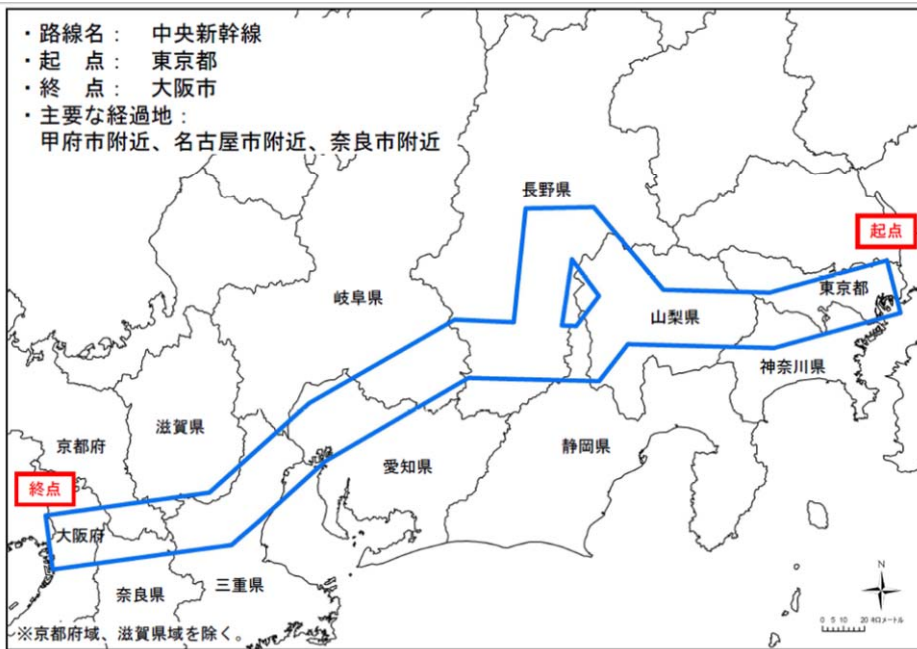 ・路線名： 中央新幹線
・起　点： 東京都
・終　点： 大阪市
・主要な経過地：
甲府市附近、名古屋市附近、奈良市附近
長野県
起点
東京都
岐阜県
山梨県
神奈川県
滋賀県
京都府
静岡県
愛知県
終点
大阪府
三重県
奈良県
N
0 5 10 20 キロメートル
※京都府域、滋賀県域を除く。